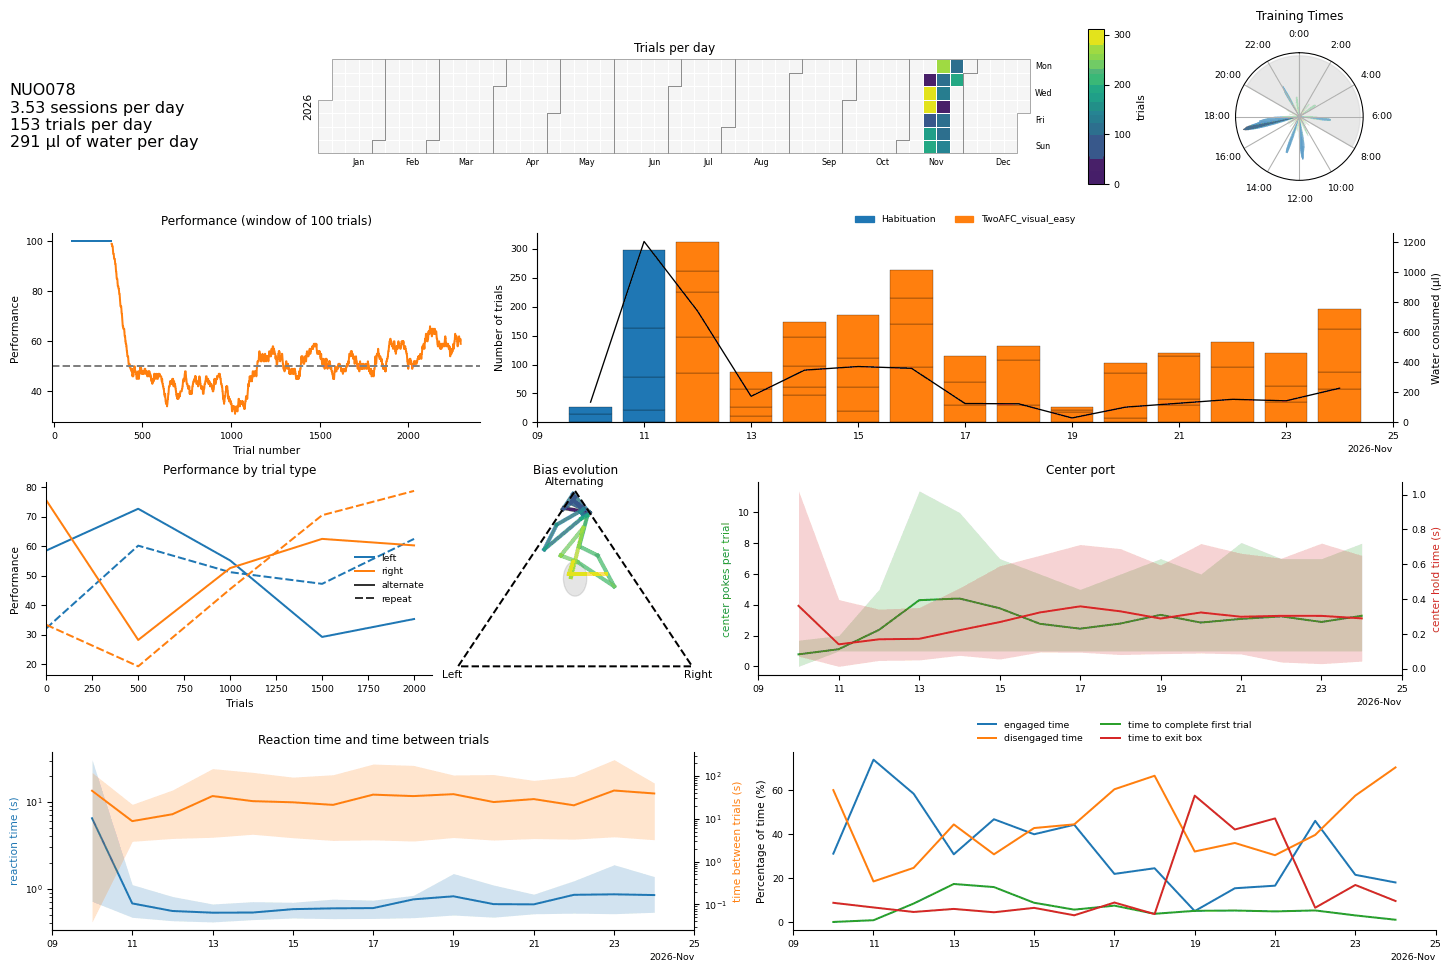 NUO078
3.53 sessions per day
153 trials per day
291 µl of water per day
Trials per day
2026
Jan Feb Mar Apr May Jun Jul Aug Sep Oct Nov Dec
Mon
Wed
Fri
Sun
300
200
100
0
trials
Training Times
0:00
2:00
4:00
6:00
8:00
10:00
12:00
14:00
16:00
18:00
20:00
22:00
Performance (window of 100 trials)
Performance
100
80
60
40
0 500 1000 1500 2000
Trial number
Habituation
TwoAFC_visual_easy
Number of trials
300
250
200
150
100
50
0
09 11 13 15 17 19 21 23 25
2026-Nov
1200
1000
800
600
400
200
0
Water consumed (µl)
Performance by trial type
Performance
80
70
60
50
40
30
20
0 250 500 750 1000 1250 1500 1750 2000
Trials
left
right
alternate
repeat
Bias evolution
Alternating
Left
Right
Center port
center pokes per trial
10
8
6
4
2
0
09 11 13 15 17 19 21 23 25
2026-Nov
1.0
0.8
0.6
0.4
0.2
0.0
center hold time (s)
Reaction time and time between trials
reaction time (s)
10¹
10⁰
09 11 13 15 17 19 21 23 25
2026-Nov
10²
10¹
10⁰
10⁻¹
time between trials (s)
engaged time
disengaged time
time to complete first trial
time to exit box
Percentage of time (%)
60
40
20
0
09 11 13 15 17 19 21 23 25
2026-Nov